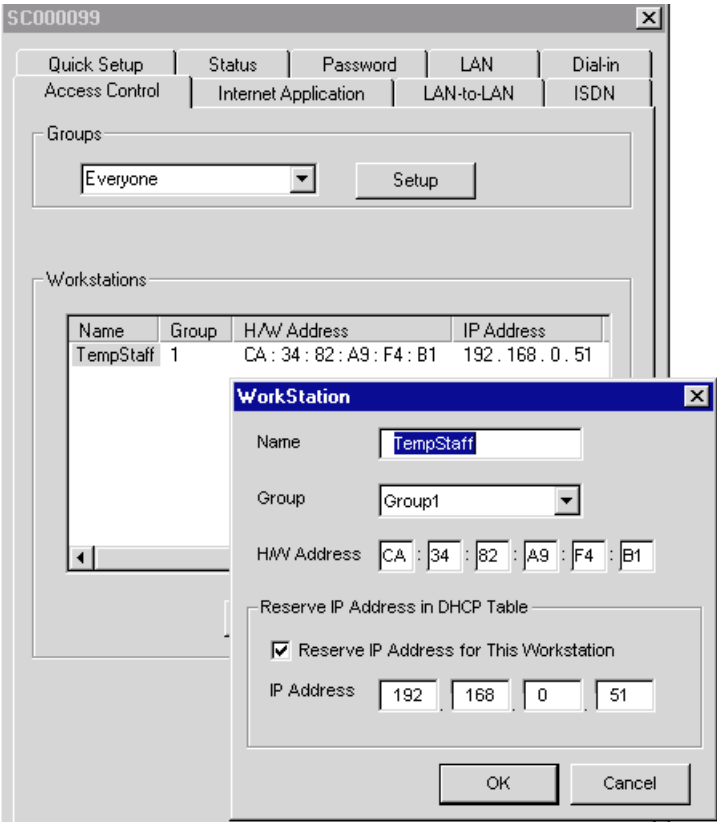 SC000099
Quick Setup Status Password LAN Dial-in
Access Control Internet Application LAN-to-LAN ISDN
Groups
Everyone Setup
Workstations
Name Group H/W Address IP Address
TempStaff 1 CA : 34 : 82 : A9 : F4 : B1 192 . 168 . 0 . 51
WorkStation
Name TempStaff
Group Group1
H/W Address CA : 34 : 82 : A9 : F4 : B1
Reserve IP Address in DHCP Table
Reserve IP Address for This Workstation
IP Address 192 . 168 . 0 . 51
OK Cancel